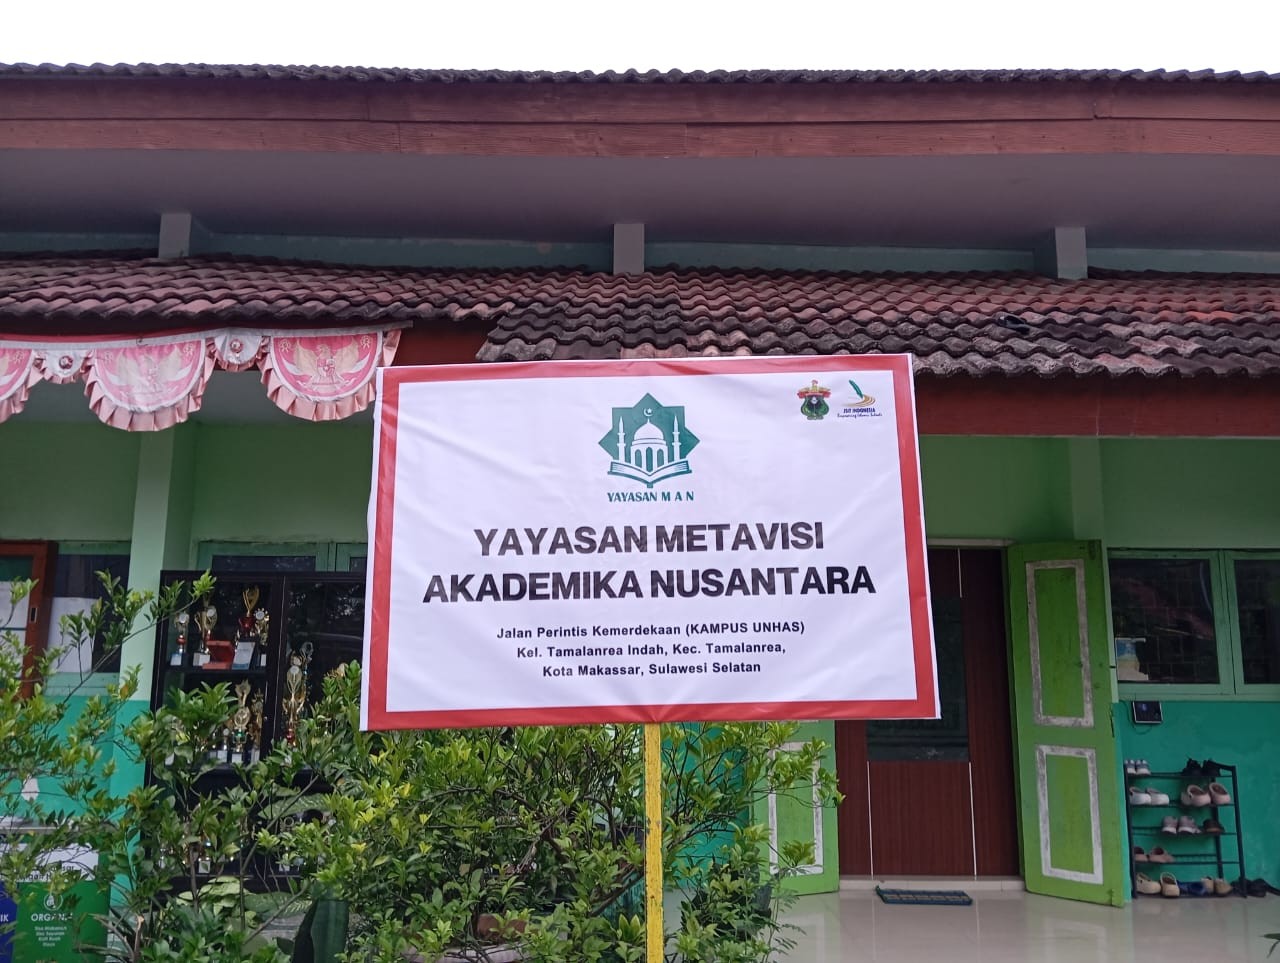 JSIT INDONESIA
YAYASAN M A N
YAYASAN METAVISI
AKADEMIKA NUSANTARA
Jalan Perintis Kemerdekaan (KAMPUS UNHAS)
Kel. Tamalanrea Indah, Kec. Tamalanrea,
Kota Makassar, Sulawesi Selatan
ORGANIK